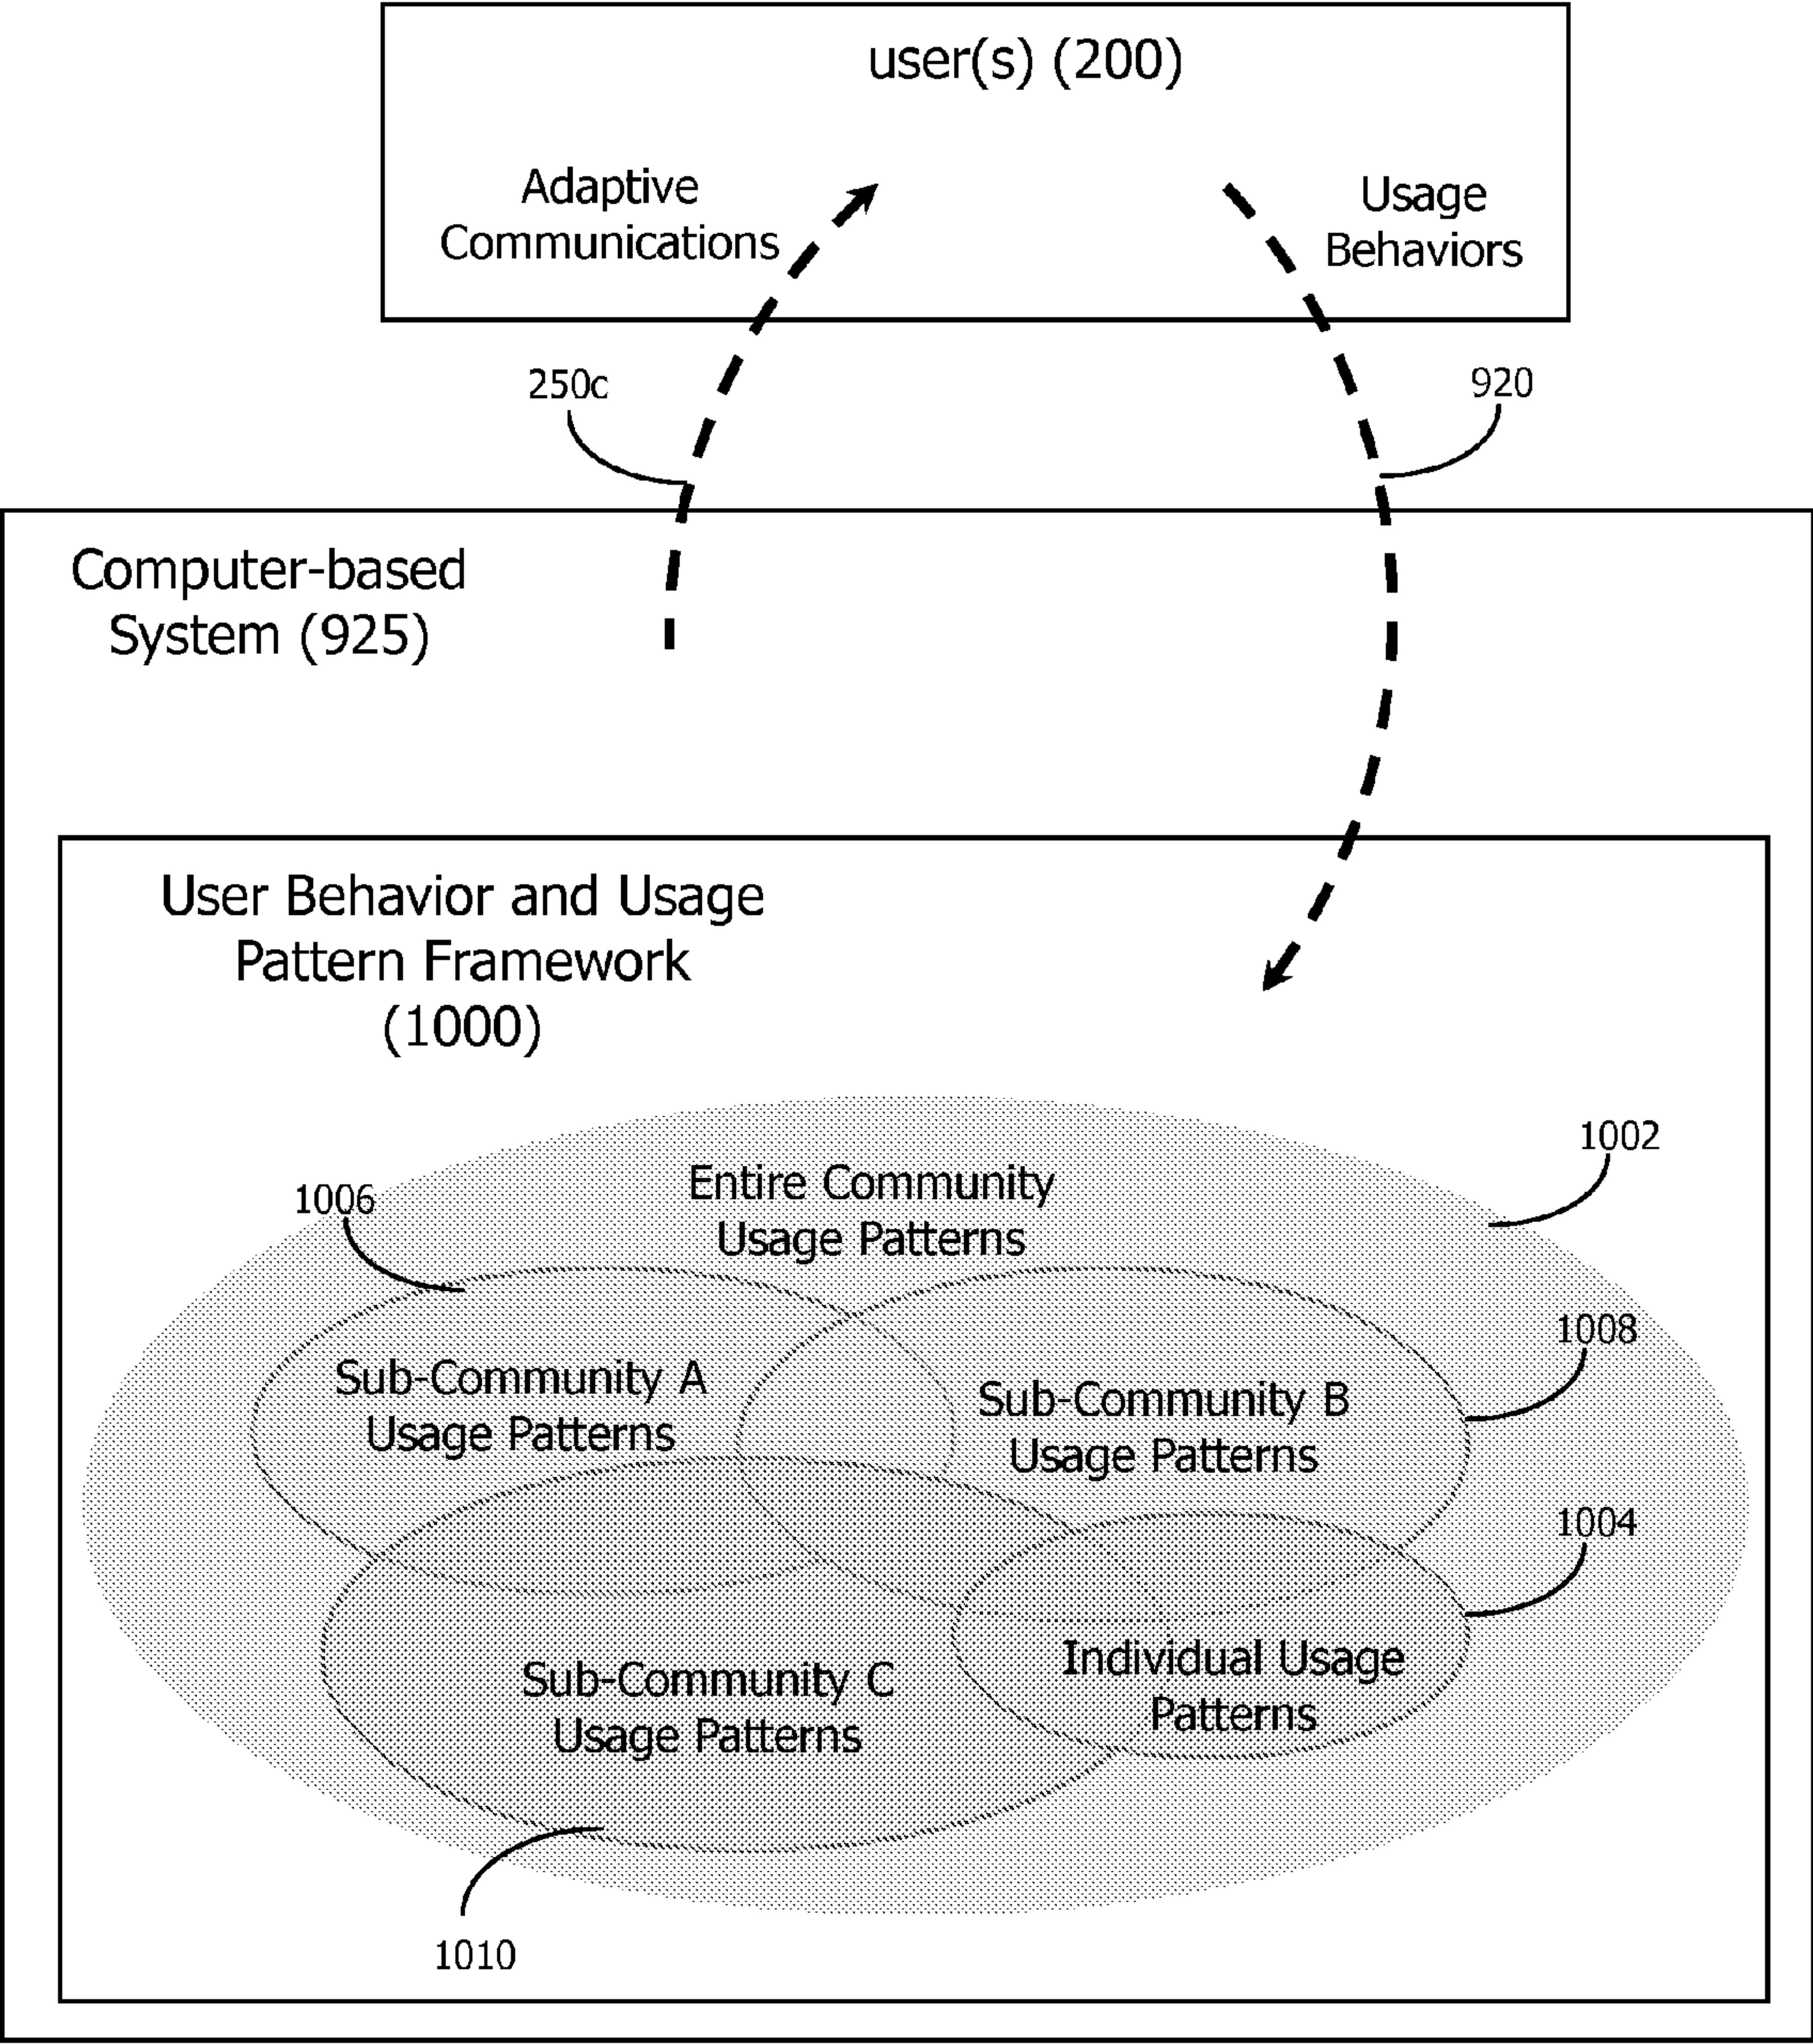 user(s) (200)
Adaptive
Communications
Usage
Behaviors
250c
920
Computer-based
System (925)
User Behavior and Usage
Pattern Framework
(1000)
1002
Entire Community
Usage Patterns
1006
1008
Sub-Community A
Usage Patterns
Sub-Community B
Usage Patterns
1004
Individual Usage
Patterns
Sub-Community C
Usage Patterns
1010